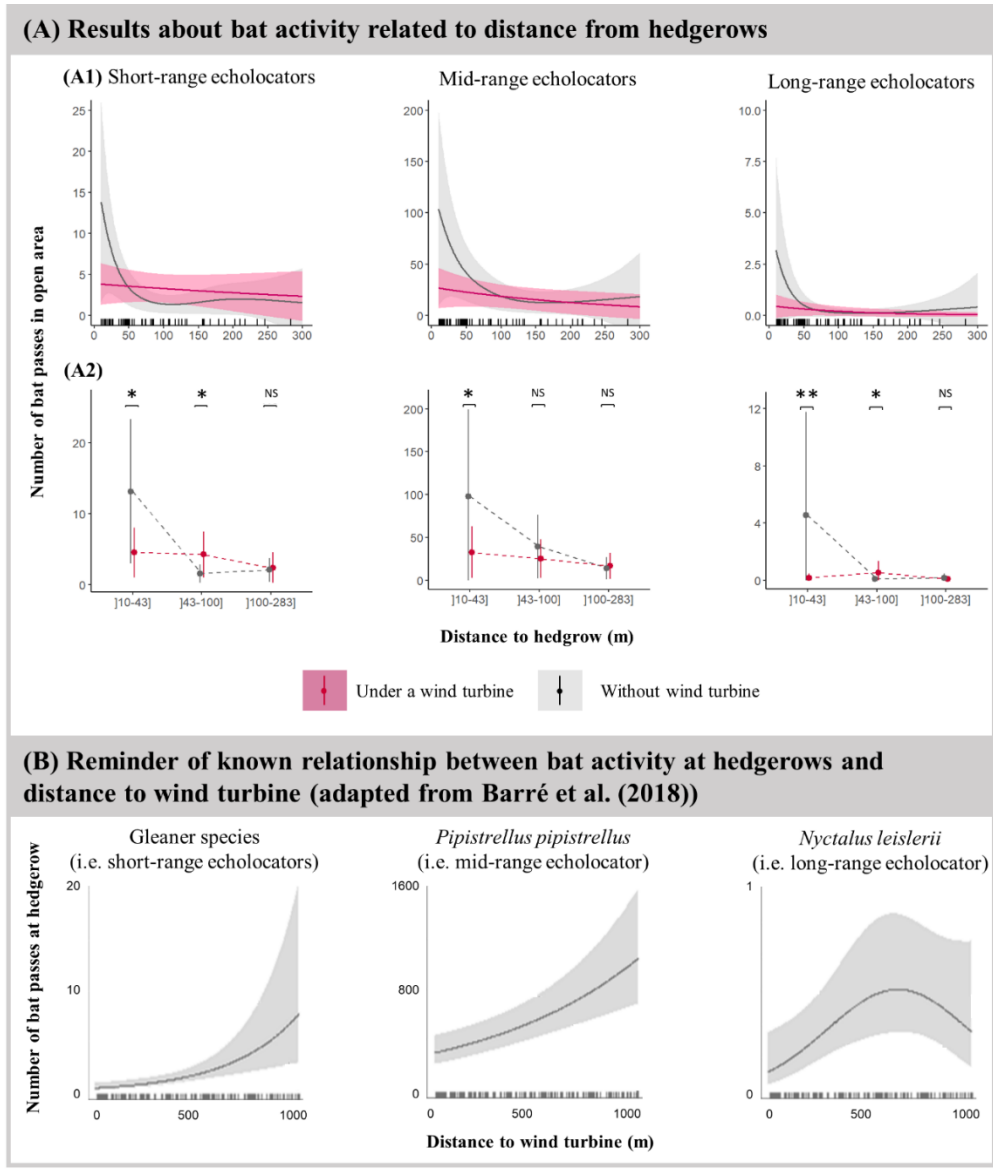 (A) Results about bat activity related to distance from hedgerows
(A1) Short-range echolocators
Mid-range echolocators
Long-range echolocators
25
20
15
10
5
0
0 50 100 150 200 250 300
200
150
100
50
0
0 50 100 150 200 250 300
10.0
7.5
5.0
2.5
0.0
0 50 100 150 200 250 300
Number of bat passes in open area
(A2)
* * NS
20
10
0
]10-43] ]43-100] ]100-283]
* NS NS
200
150
100
50
0
]10-43] ]43-100] ]100-283]
** * NS
12
8
4
0
]10-43] ]43-100] ]100-283]
Distance to hedgrow (m)
Under a wind turbine
Without wind turbine
(B) Reminder of known relationship between bat activity at hedgerows and
distance to wind turbine (adapted from Barré et al. (2018))
Gleaner species
(i.e. short-range echolocators)
Pipistrellus pipistrellus
(i.e. mid-range echolocator)
Nyctalus leislerii
(i.e. long-range echolocator)
Number of bat passes at hedgerow
20
10
0
0 500 1000
1600
800
0
0 500 1000
1
0
0 500 1000
Distance to wind turbine (m)